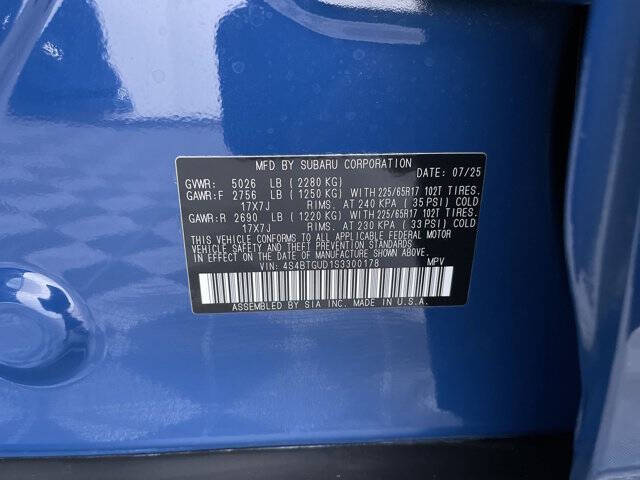 MFD BY SUBARU CORPORATION DATE: 07/25
GVWR: 5026 LB (2280 KG)
GAWR:F 2756 LB (1250 KG) WITH 225/65R17 102T TIRES.
17X7J RIMS. AT 240 KPA (35 PSI) COLD
GAWR:R 2690 LB (1220 KG) WITH 225/65R17 102T TIRES.
17X7J RIMS. AT 230 KPA (33 PSI) COLD
THIS VEHICLE CONFORMS TO ALL APPLICABLE FEDERAL MOTOR
VEHICLE SAFETY AND THEFT PREVENTION STANDARDS IN EFFECT
ON THE DATE OF MANUFACTURE SHOWN ABOVE.
VIN: 4S4BTGUD1S3300178 MPV
ASSEMBLED BY SIA INC. MADE IN U.S.A.